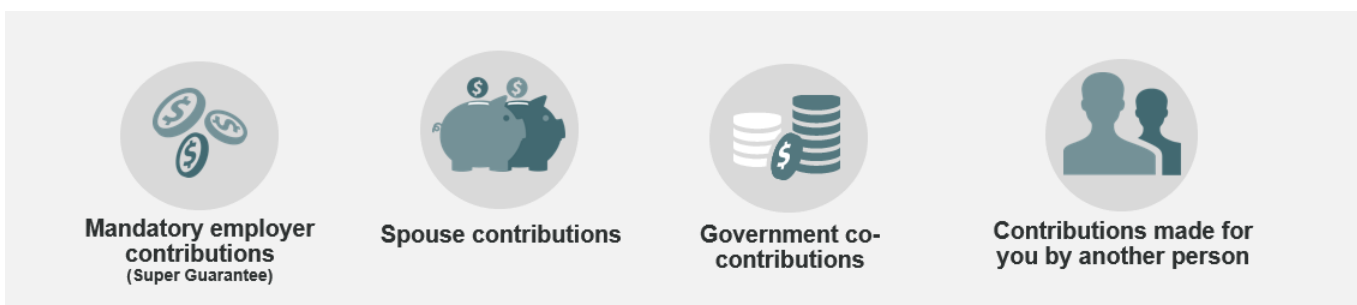 Mandatory employer
contributions
(Super Guarantee)
Spouse contributions
Government co-
contributions
Contributions made for
you by another person